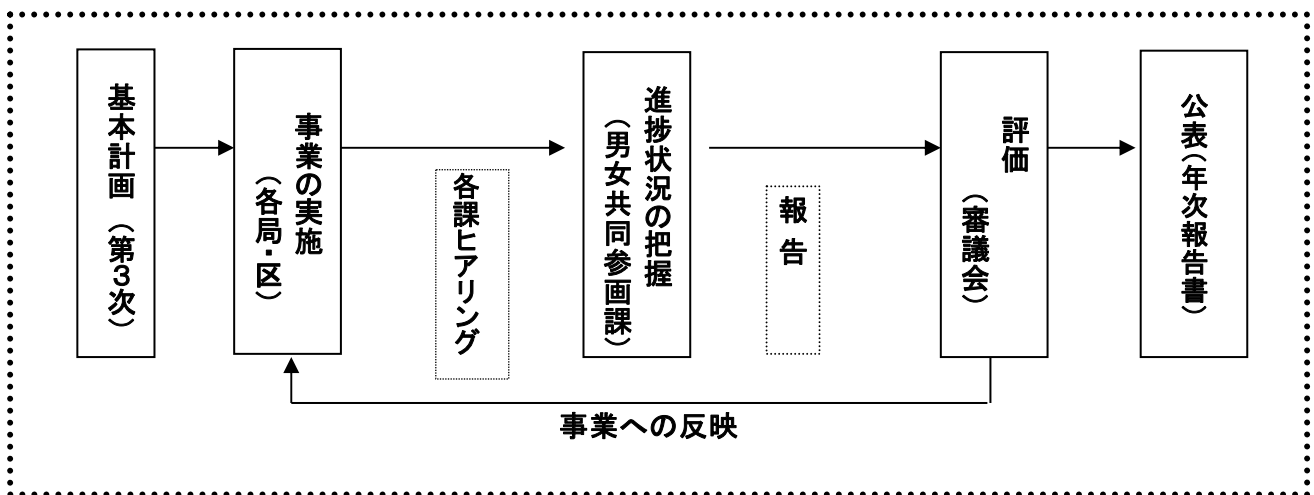 基本計画（第３次）
事業の実施
（各局・区）
各課ヒアリング
進捗状況の把握
（男女共同参画課）
報告
評価
（審議会）
公表（年次報告書）
事業への反映